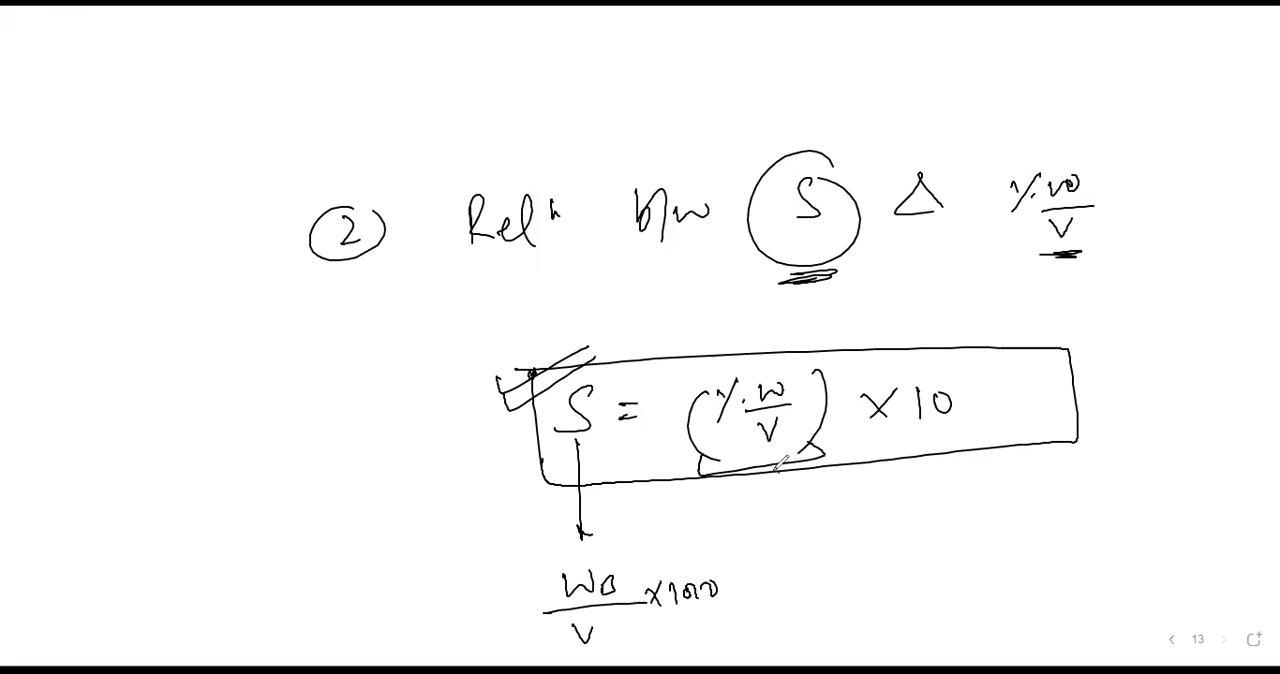 ② Relⁿ b/w S & % w/V
S = (% w/V) × 10
WB/V × 1000
13